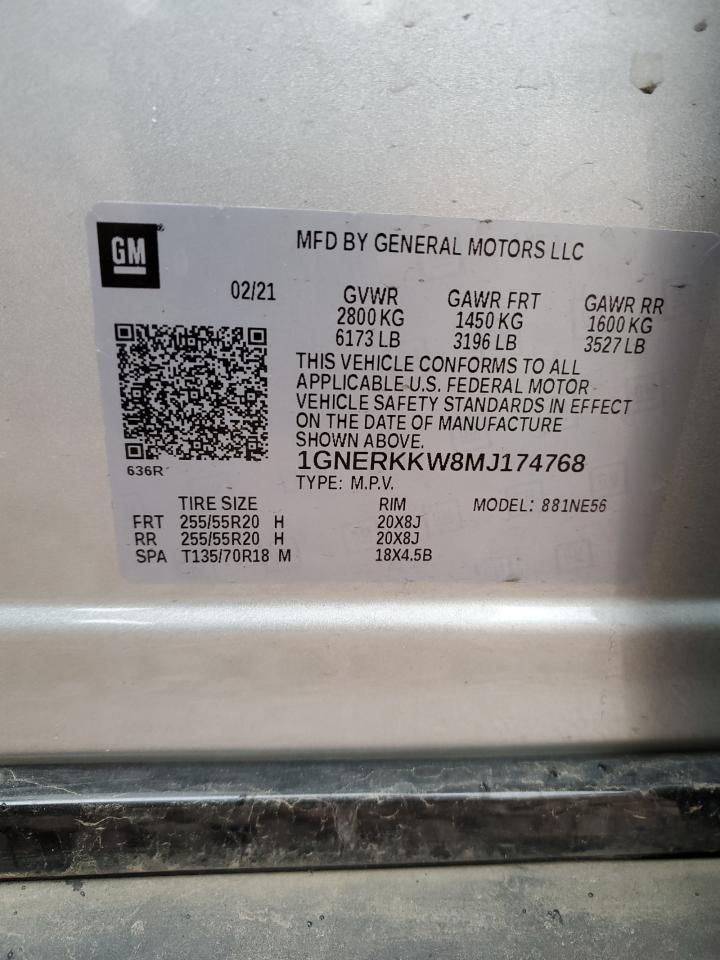 GM
MFD BY GENERAL MOTORS LLC
02/21
GVWR GAWR FRT GAWR RR
2800 KG 1450 KG 1600 KG
6173 LB 3196 LB 3527 LB
THIS VEHICLE CONFORMS TO ALL
APPLICABLE U.S. FEDERAL MOTOR
VEHICLE SAFETY STANDARDS IN EFFECT
ON THE DATE OF MANUFACTURE
SHOWN ABOVE.
636R
1GNERKKW8MJ174768
TYPE: M.P.V.
TIRE SIZE RIM MODEL: 881NE56
FRT 255/55R20 H 20X8J
RR 255/55R20 H 20X8J
SPA T135/70R18 M 18X4.5B